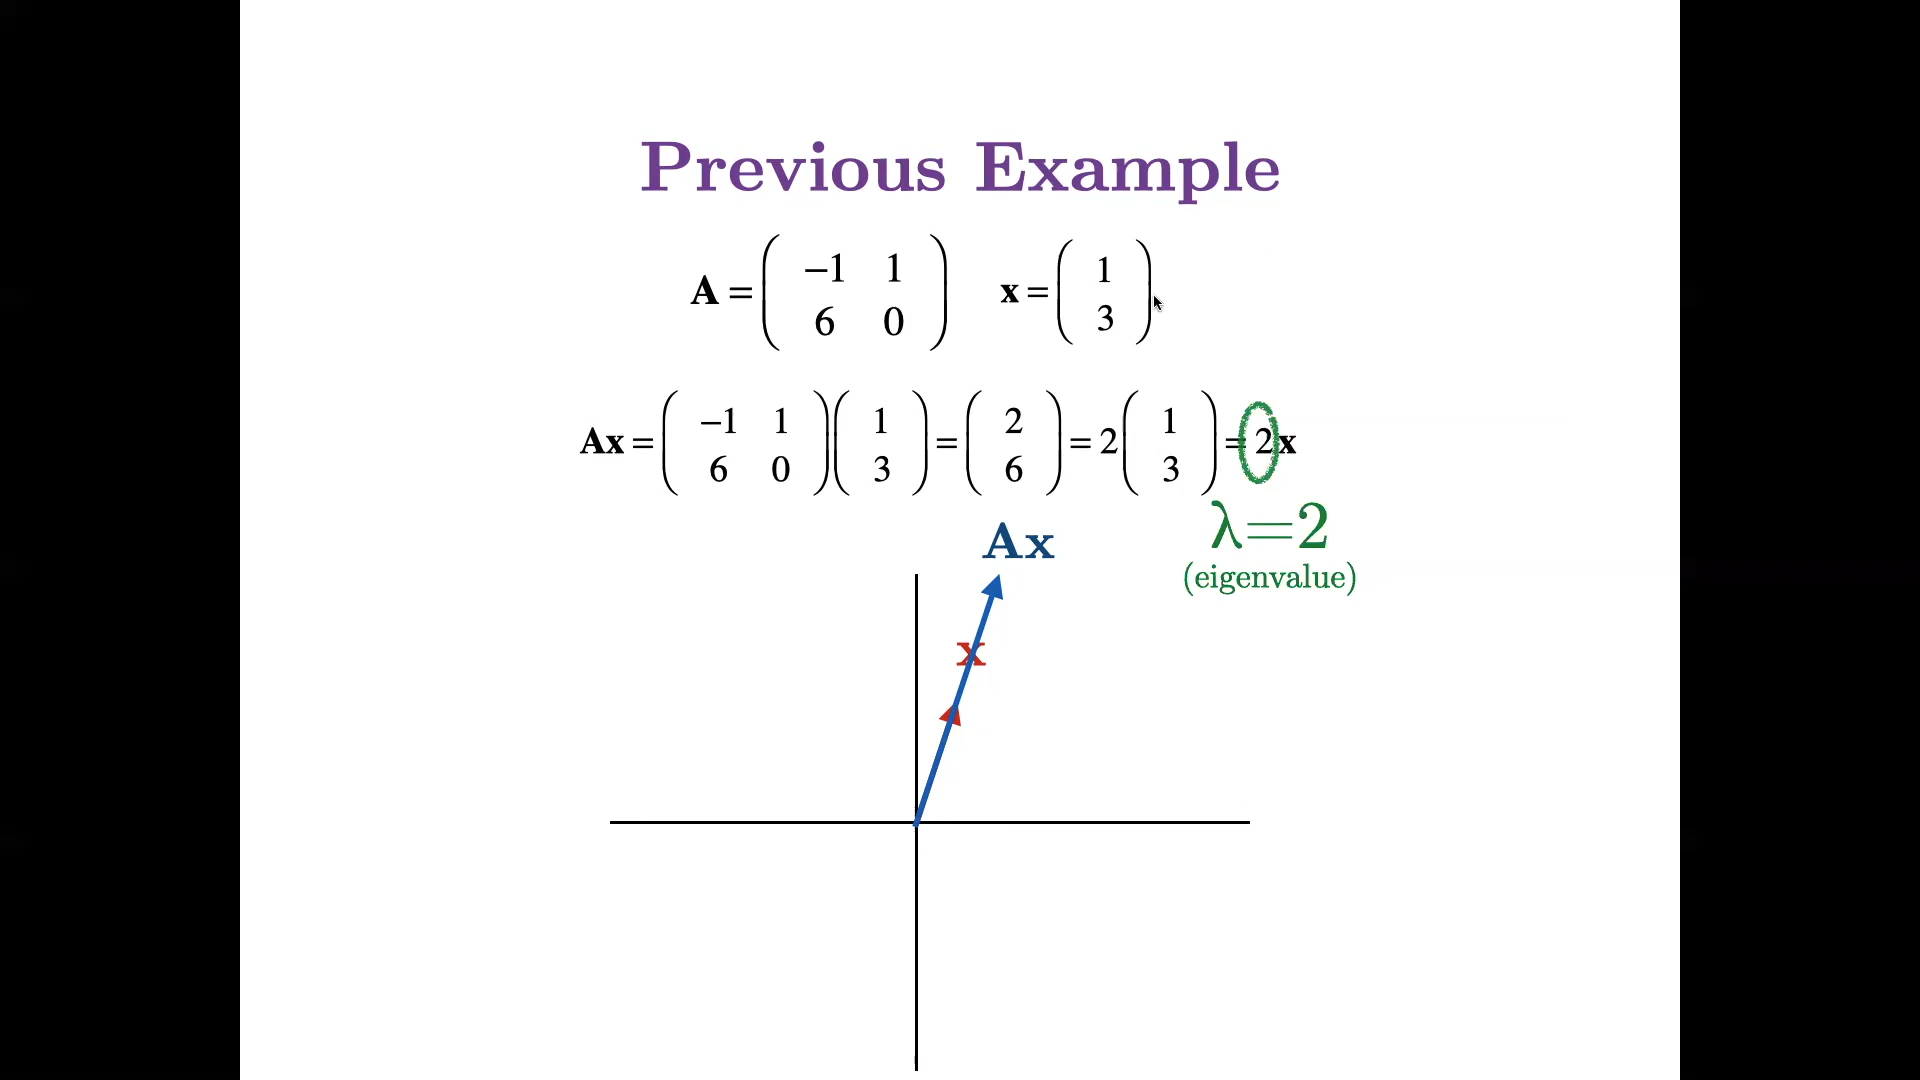 Previous Example
A = ( −1 1 ) x = ( 1 )
6 0 3
Ax = ( −1 1 ) ( 1 ) = ( 2 ) = 2 ( 1 ) = 2x
6 0 3 6 3
λ=2
(eigenvalue)
Ax
x